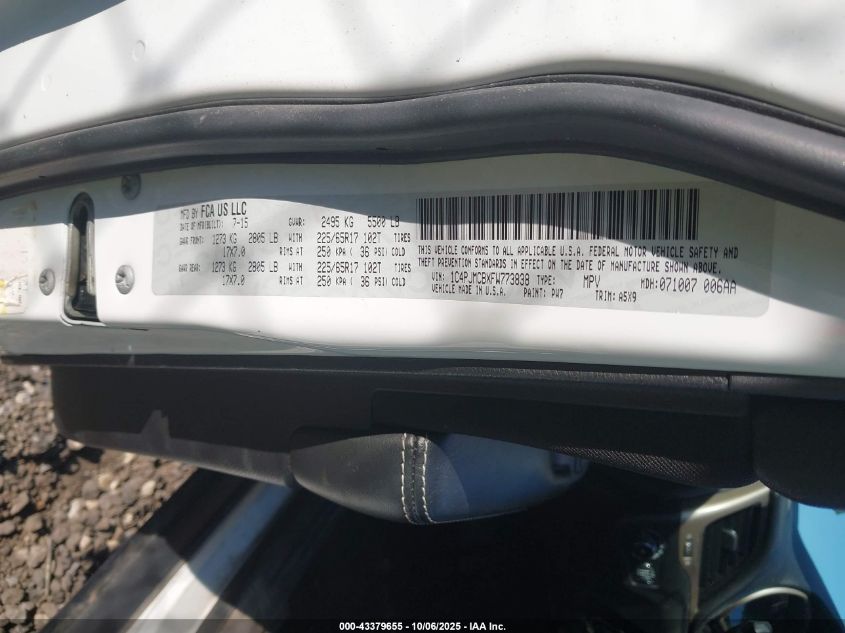 MFD BY FCA US LLC
DATE OF MFR(BUILT): 7-15 GVWR: 2495 KG 5500 LB
GAWR FRONT: 1273 KG 2805 LB WITH 225/65R17 102T TIRES
17X7.0 RIMS AT 250 KPA ( 36 PSI) COLD
GAWR REAR: 1273 KG 2805 LB WITH 225/65R17 102T TIRES
17X7.0 RIMS AT 250 KPA ( 36 PSI) COLD
THIS VEHICLE CONFORMS TO ALL APPLICABLE U.S.A. FEDERAL MOTOR VEHICLE SAFETY AND
THEFT PREVENTION STANDARDS IN EFFECT ON THE DATE OF MANUFACTURE SHOWN ABOVE.
VIN: 1C4PJMCBXFW773838 TYPE: MPV MDH: 071007 006AA
VEHICLE MADE IN U.S.A. PAINT: PW7 TRIM: A5X9
000-43379655 - 10/06/2025 - IAA Inc.